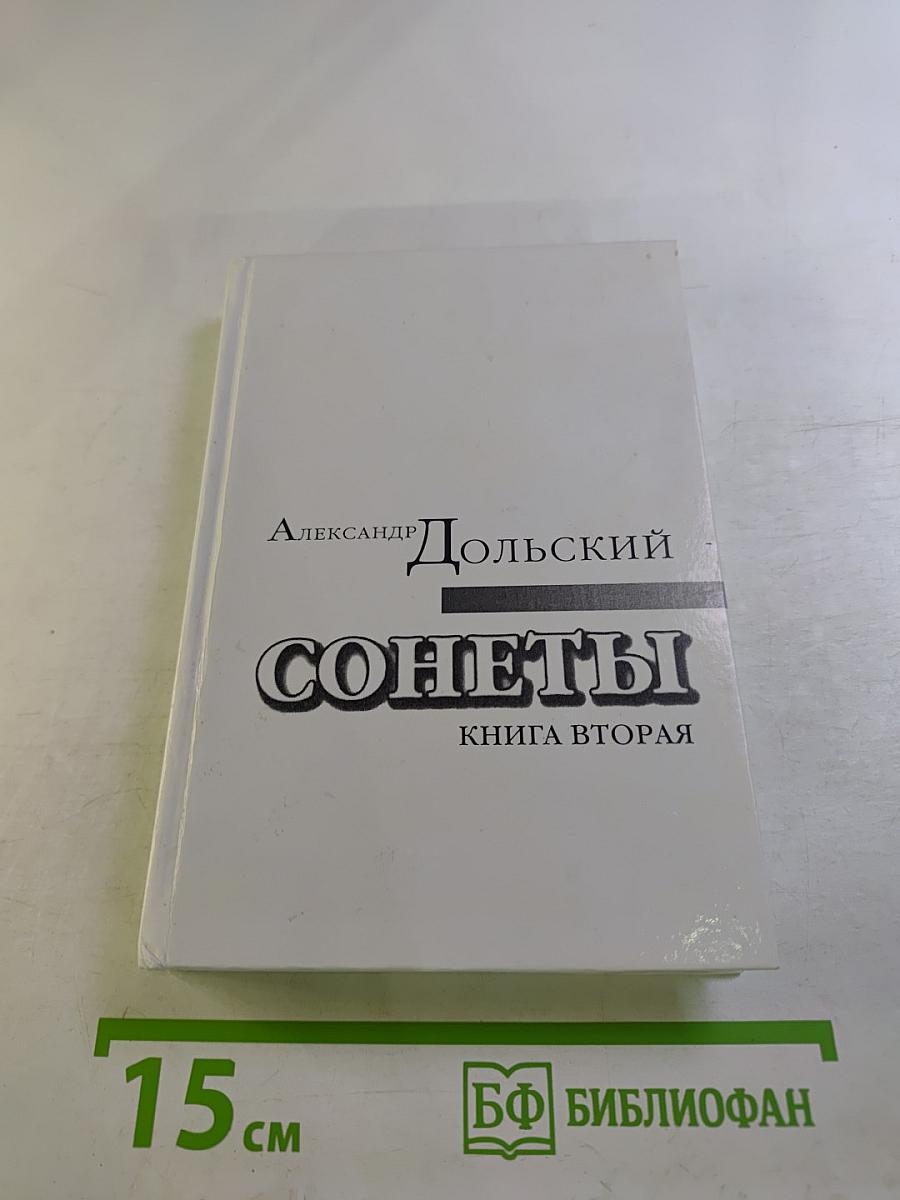 Александр Дольский
СОНЕТЫ
КНИГА ВТОРАЯ
15 см
БФ БИБЛИОФАН